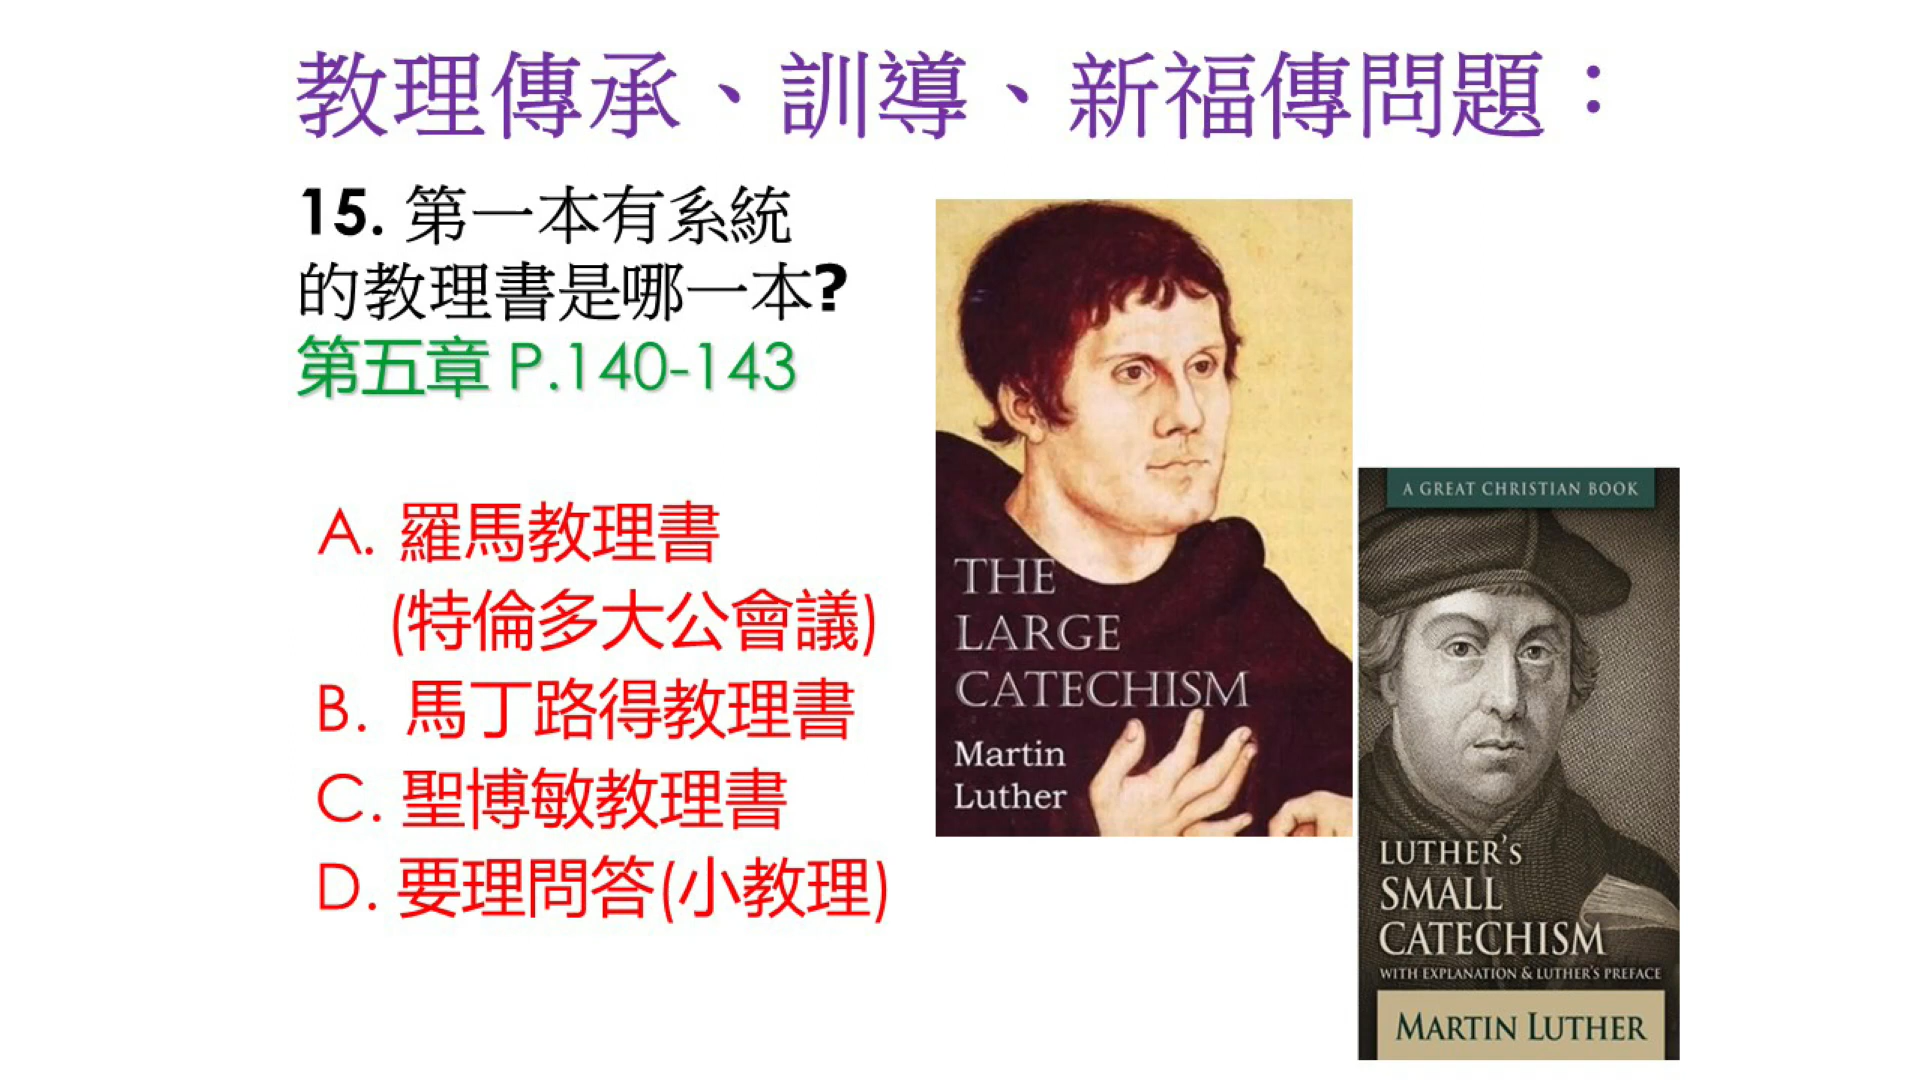 教理傳承、訓導、新福傳問題：
15. 第一本有系統
的教理書是哪一本?
第五章 P.140-143
A. 羅馬教理書
(特倫多大公會議)
B. 馬丁路得教理書
C. 聖博敏教理書
D. 要理問答(小教理)
THE
LARGE
CATECHISM
Martin
Luther
A GREAT CHRISTIAN BOOK
LUTHER'S
SMALL
CATECHISM
WITH EXPLANATION & LUTHER'S PREFACE
MARTIN LUTHER